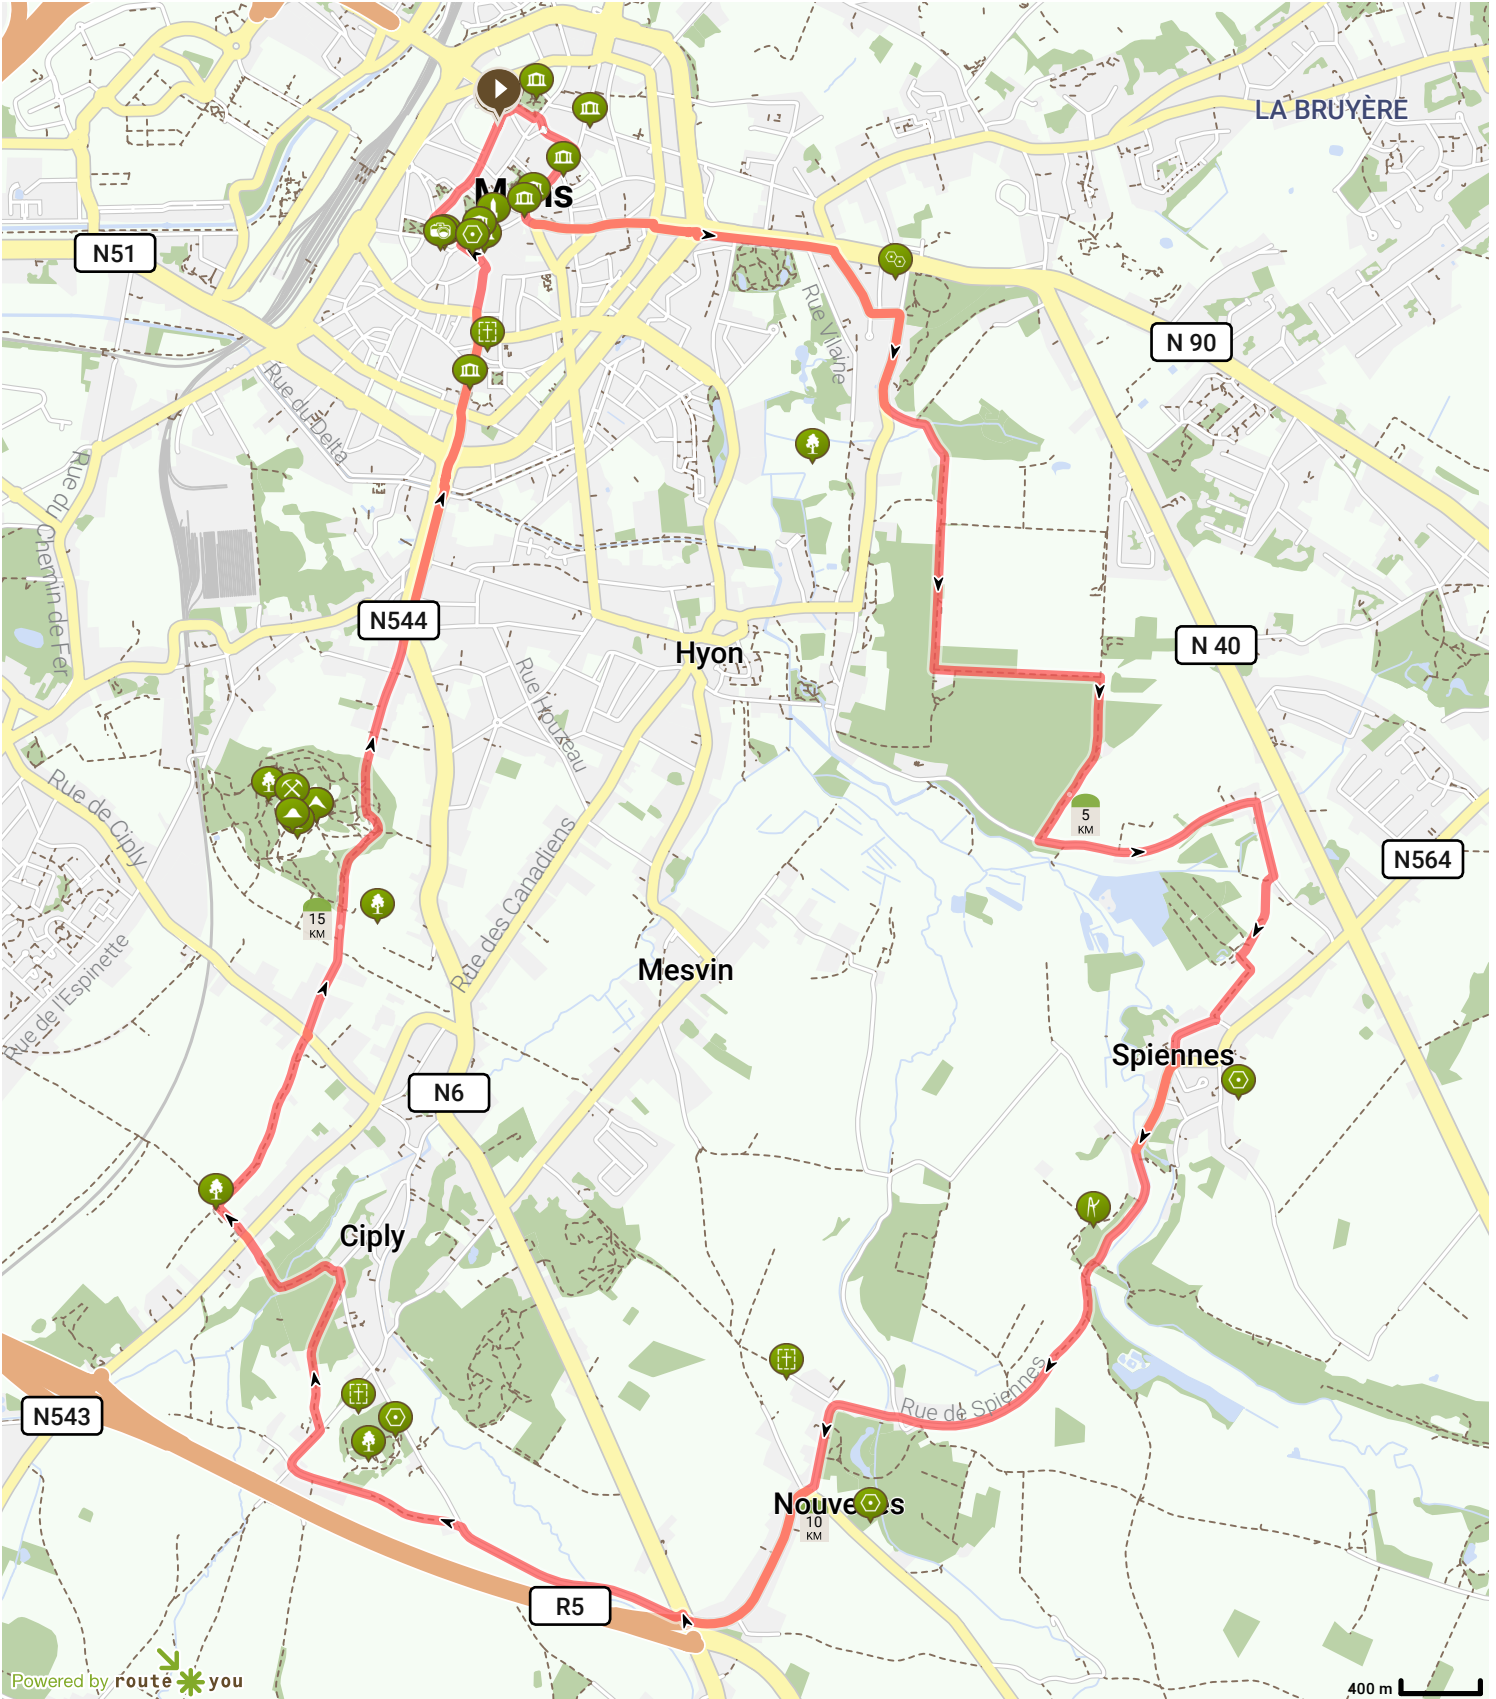 LA BRUYÈRE
Mons
N51
Rue Vilaine
N 90
Rue du Delta
Chemin de Fer
N544
N 40
Hyon
Rue Houzeau
Rue de Ciply
5
KM
N564
Rue des Canadiens
15
KM
Rue de l'Espinette
Mesvin
Spiennes
N6
Ciply
Rue de Spiennes
N543
Nouvelles
10
KM
R5
Powered by routeyou
400 m